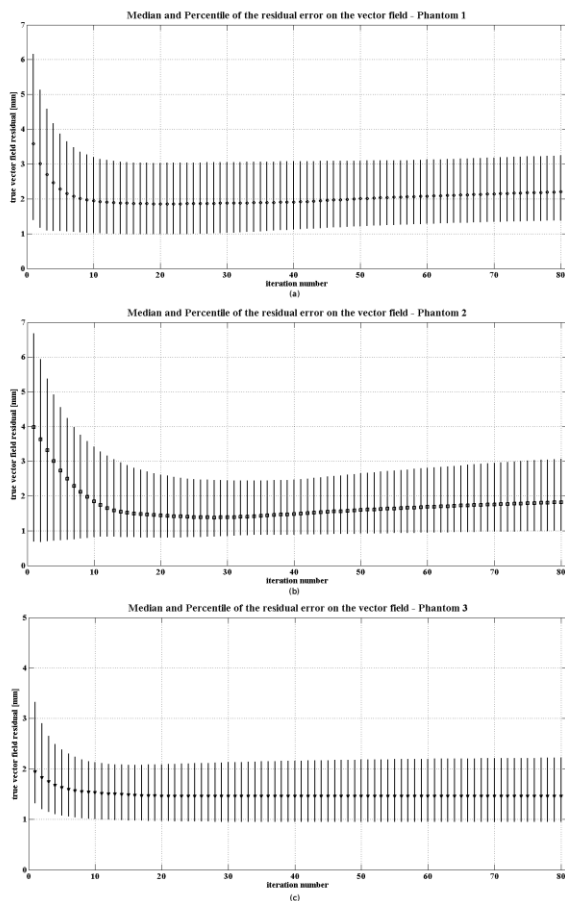 Median and Percentile of the residual error on the vector field - Phantom 1
true vector field residual [mm]
7
6
5
4
3
2
1
0
0 10 20 30 40 50 60 70 80
iteration number
(a)
Median and Percentile of the residual error on the vector field - Phantom 2
true vector field residual [mm]
7
6
5
4
3
2
1
0
0 10 20 30 40 50 60 70 80
iteration number
(b)
Median and Percentile of the residual error on the vector field - Phantom 3
true vector field residual [mm]
5
4
3
2
1
0
0 10 20 30 40 50 60 70 80
iteration number
(c)